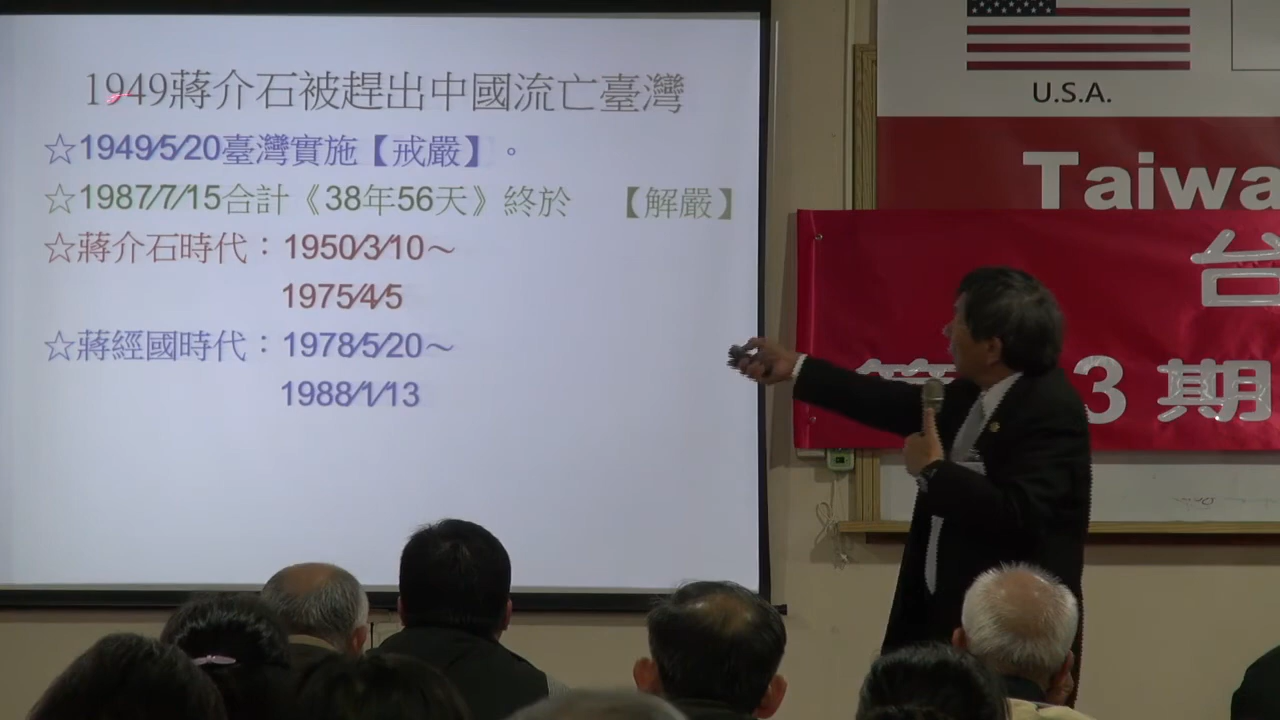 1949蔣介石被趕出中國流亡臺灣
☆1949/5/20臺灣實施【戒嚴】。
☆1987/7/15合計《38年56天》終於 【解嚴】
☆蔣介石時代：1950/3/10～
1975/4/5
☆蔣經國時代：1978/5/20～
1988/1/13
U.S.A.
Taiwa
台
3期